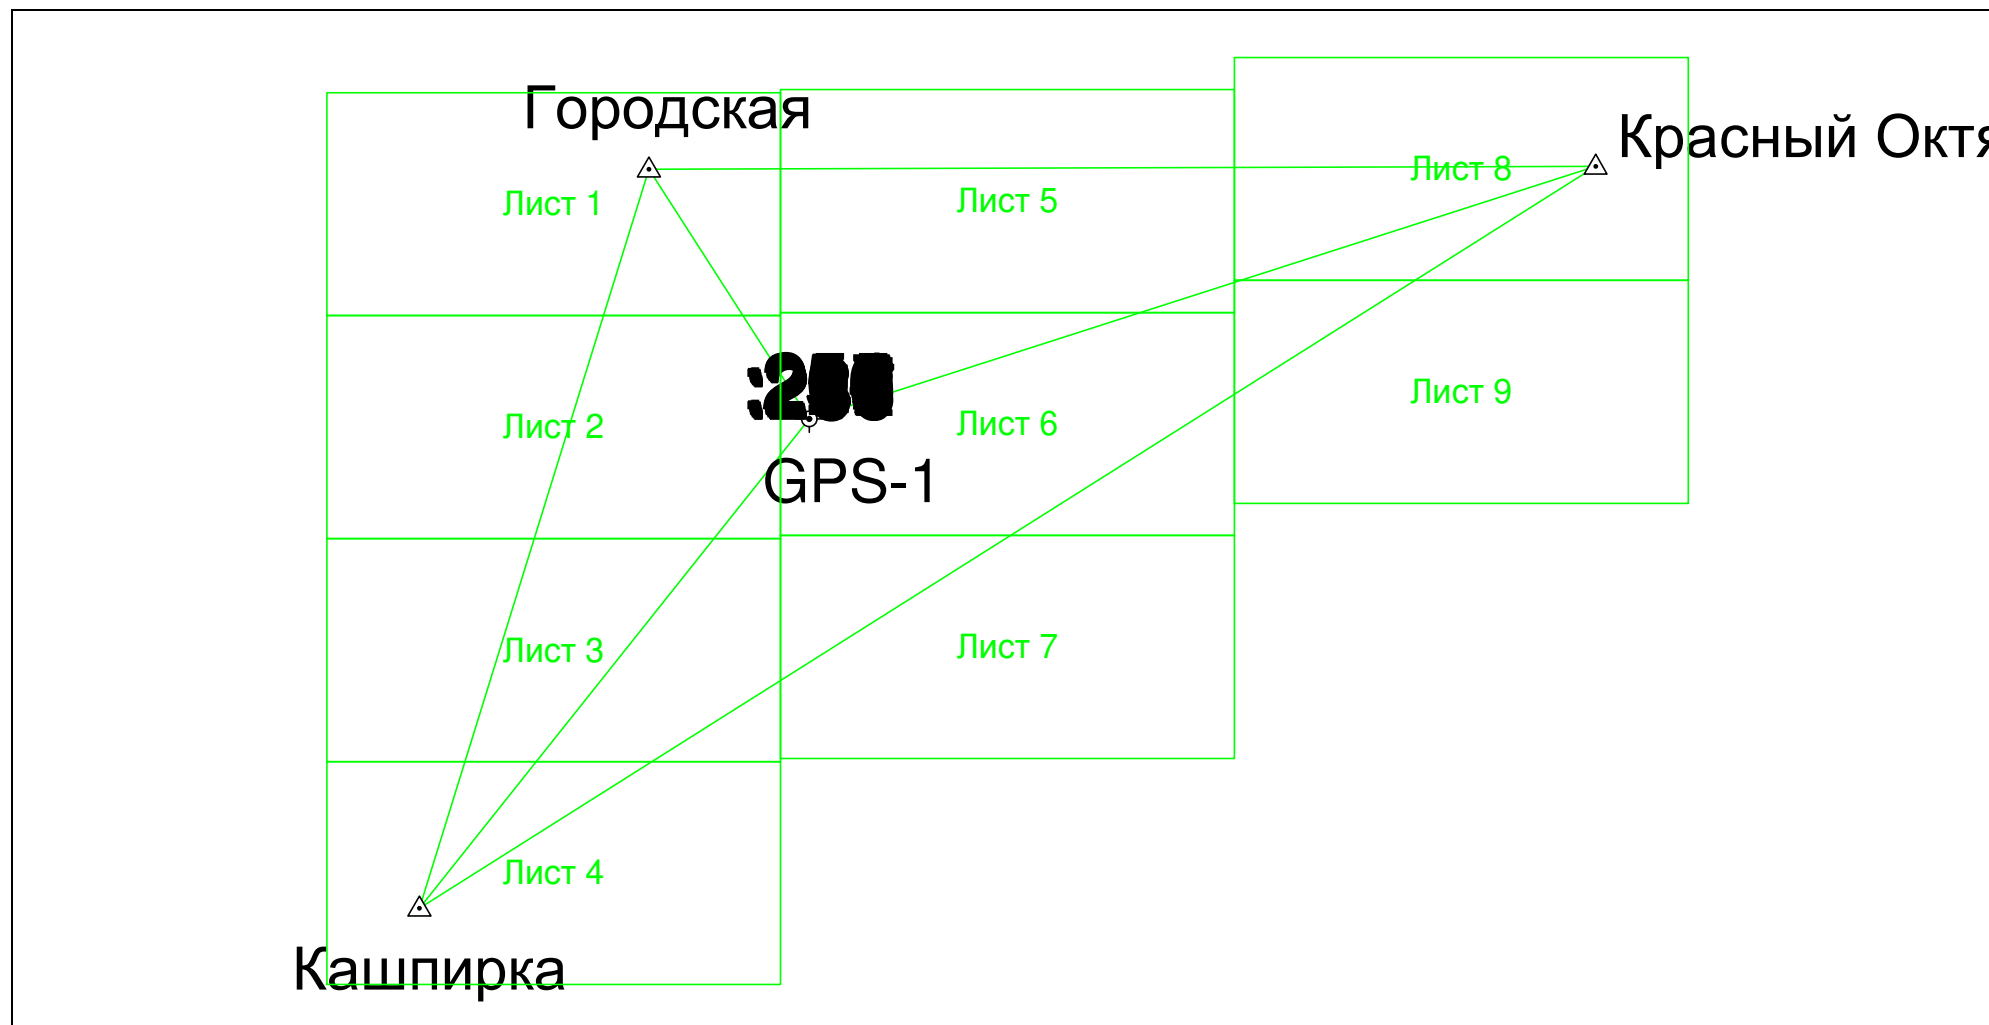 Городская
Красный
Лист 8
Лист 1
Лист 5
Лист 9
Лист 2
Лист 6
GPS-1
Лист 3
Лист 7
Лист 4
Кашпирка